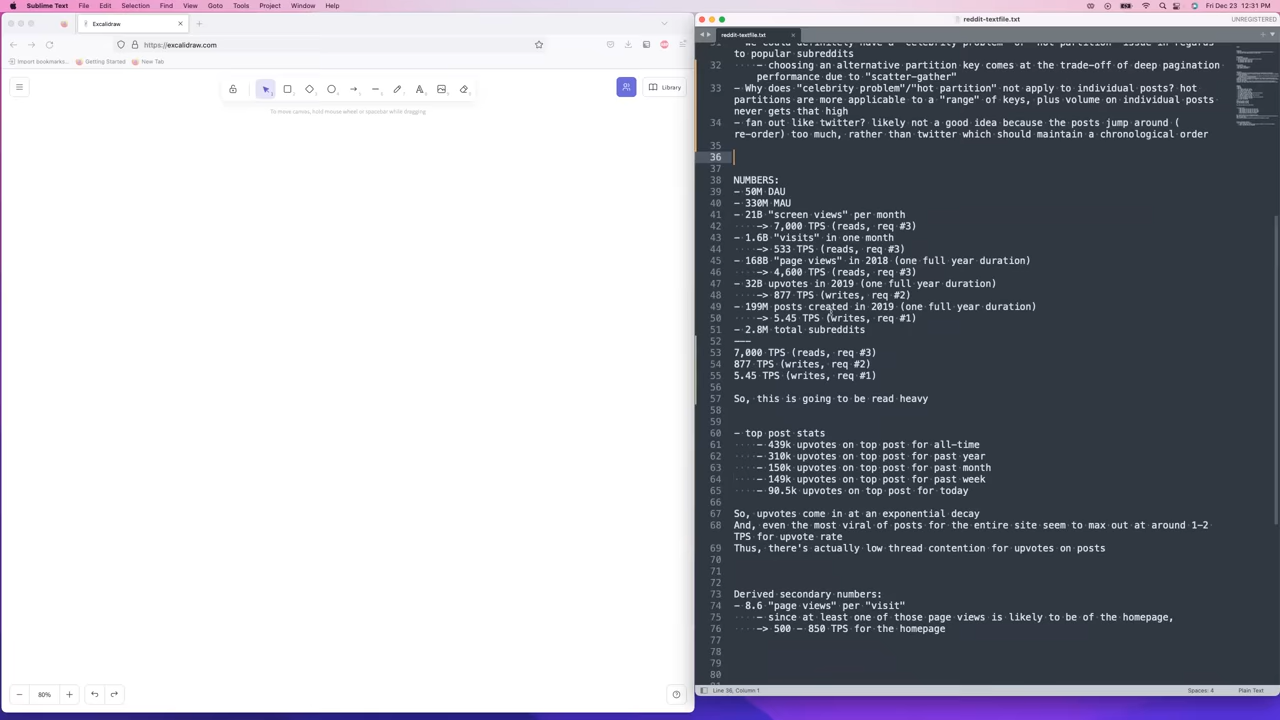 Sublime Text File Edit Selection Find View Goto Tools Project Window Help Fri Dec 23 12:31 PM
Excalidraw
https://excalidraw.com
Import bookmarks... Getting Started New Tab
Library
To move canvas, hold mouse wheel or spacebar while dragging
80%
reddit-textfile.txt UNREGISTERED
reddit-textfile.txt
31 - we could definitely have a "celebrity problem" or "hot partition" issue in regards
to popular subreddits
32 - choosing an alternative partition key comes at the trade-off of deep pagination
performance due to "scatter-gather"
33 - Why does "celebrity problem"/"hot partition" not apply to individual posts? hot
partitions are more applicable to a "range" of keys, plus volume on individual posts
never gets that high
34 - fan out like twitter? likely not a good idea because the posts jump around (
re-order) too much, rather than twitter which should maintain a chronological order
35
36
37
38 NUMBERS:
39 - 50M DAU
40 - 330M MAU
41 - 21B "screen views" per month
42 -> 7,000 TPS (reads, req #3)
43 - 1.6B "visits" in one month
44 -> 533 TPS (reads, req #3)
45 - 168B "page views" in 2018 (one full year duration)
46 -> 4,600 TPS (reads, req #3)
47 - 32B upvotes in 2019 (one full year duration)
48 -> 877 TPS (writes, req #2)
49 - 199M posts created in 2019 (one full year duration)
50 -> 5.45 TPS (writes, req #1)
51 - 2.8M total subreddits
52 ---
53 7,000 TPS (reads, req #3)
54 877 TPS (writes, req #2)
55 5.45 TPS (writes, req #1)
56
57 So, this is going to be read heavy
58
59
60 - top post stats
61 - 439k upvotes on top post for all-time
62 - 310k upvotes on top post for past year
63 - 150k upvotes on top post for past month
64 - 149k upvotes on top post for past week
65 - 90.5k upvotes on top post for today
66
67 So, upvotes come in at an exponential decay
68 And, even the most viral of posts for the entire site seem to max out at around 1-2
TPS for upvote rate
69 Thus, there's actually low thread contention for upvotes on posts
70
71
72
73 Derived secondary numbers:
74 - 8.6 "page views" per "visit"
75 - since at least one of those page views is likely to be of the homepage,
76 -> 500 - 850 TPS for the homepage
77
78
79
80
Line 36, Column 1 Spaces: 4 Plain Text